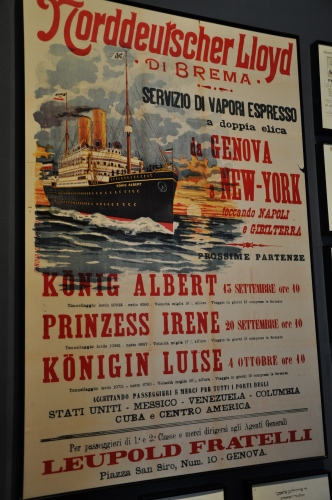 Norddeutscher Lloyd
DI BREMA
SERVIZIO DI VAPORI ESPRESSO
a doppia elica
da GENOVA
a NEW-YORK
toccando NAPOLI
e GIBILTERRA
PROSSIME PARTENZE
KÖNIG ALBERT 15 SETTEMBRE ore 10
PRINZESS IRENE 20 SETTEMBRE ore 10
KÖNIGIN LUISE 4 OTTOBRE ore 10
ACCETTANDO PASSEGGIERI E MERCI PER TUTTI I PORTI DEGLI
STATI UNITI - MESSICO - VENEZUELA - COLUMBIA
CUBA e CENTRO AMERICA
Per passeggieri di 1.ª e 2.ª Classe e merci dirigersi agli Agenti Generali
LEUPOLD FRATELLI
Piazza San Siro, Num. 10 - GENOVA.